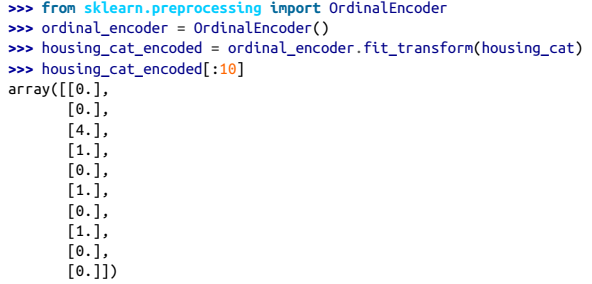 >>> from sklearn.preprocessing import OrdinalEncoder
>>> ordinal_encoder = OrdinalEncoder()
>>> housing_cat_encoded = ordinal_encoder.fit_transform(housing_cat)
>>> housing_cat_encoded[:10]
array([[0.],
       [0.],
       [4.],
       [1.],
       [0.],
       [1.],
       [0.],
       [1.],
       [0.],
       [0.]])